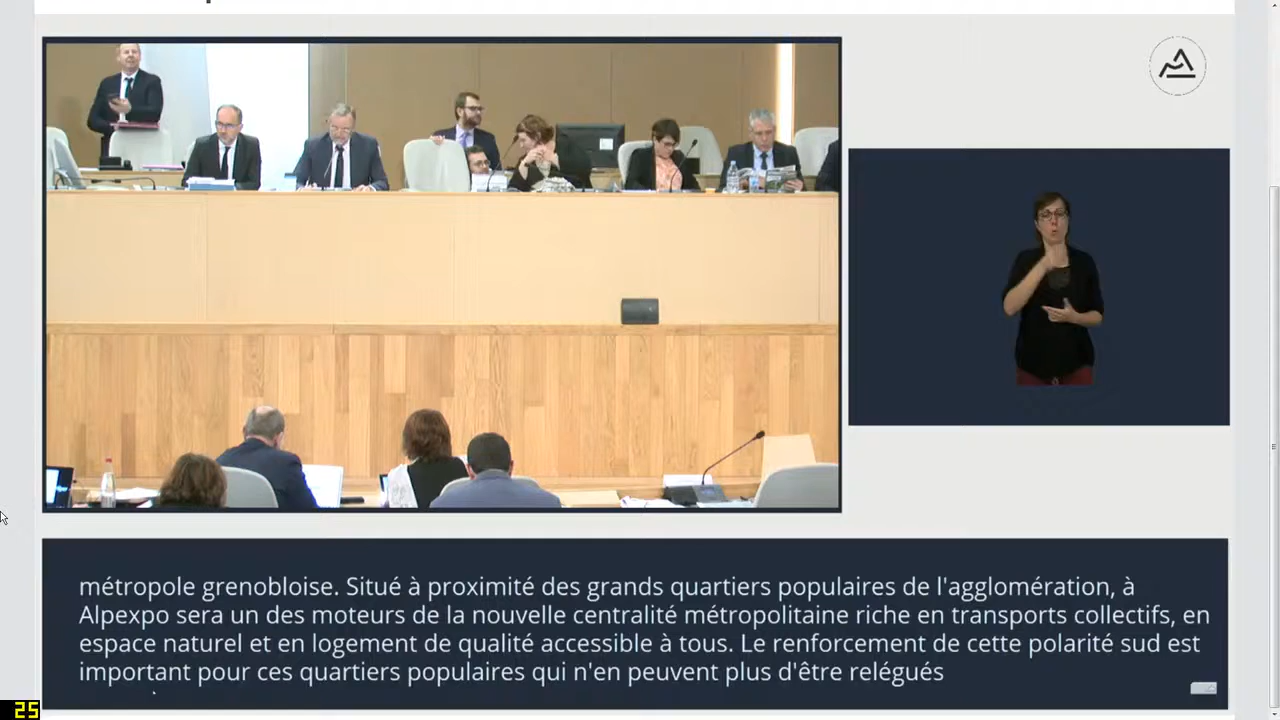 métropole grenobloise. Situé à proximité des grands quartiers populaires de l'agglomération, à
Alpexpo sera un des moteurs de la nouvelle centralité métropolitaine riche en transports collectifs, en
espace naturel et en logement de qualité accessible à tous. Le renforcement de cette polarité sud est
important pour ces quartiers populaires qui n'en peuvent plus d'être relégués
25